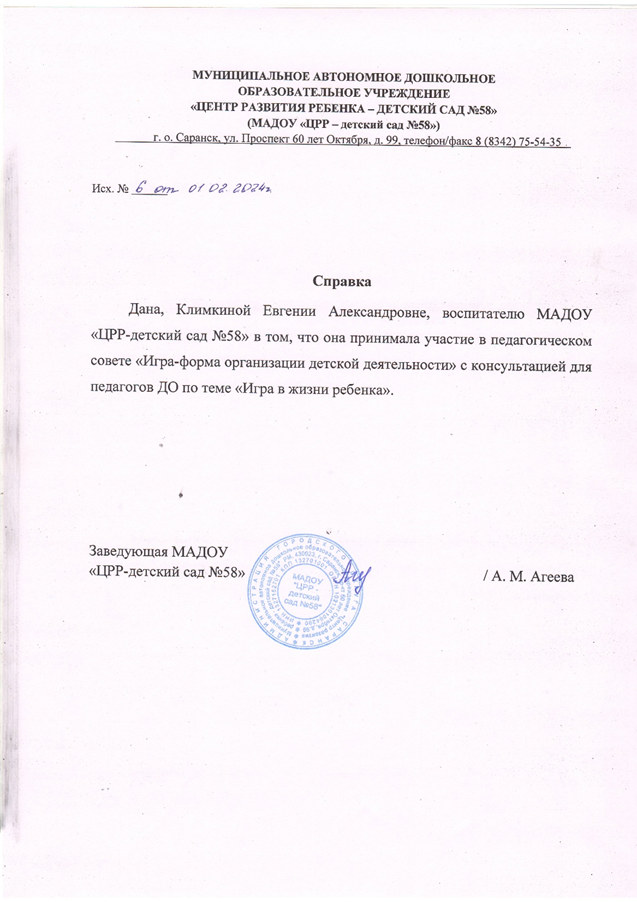 МУНИЦИПАЛЬНОЕ АВТОНОМНОЕ ДОШКОЛЬНОЕ
ОБРАЗОВАТЕЛЬНОЕ УЧРЕЖДЕНИЕ
«ЦЕНТР РАЗВИТИЯ РЕБЕНКА – ДЕТСКИЙ САД №58»
(МАДОУ «ЦРР – детский сад №58»)
г. о. Саранск, ул. Проспект 60 лет Октября, д. 99, телефон/факс 8 (8342) 75-54-35
Исх. № 6 от 01 02. 2024г.
Справка
Дана, Климкиной Евгении Александровне, воспитателю МАДОУ
«ЦРР-детский сад №58» в том, что она принимала участие в педагогическом
совете «Игра-форма организации детской деятельности» с консультацией для
педагогов ДО по теме «Игра в жизни ребенка».
Заведующая МАДОУ
«ЦРР-детский сад №58»
/ А. М. Агеева
МАДОУ
"ЦРР -
детский
сад №58"